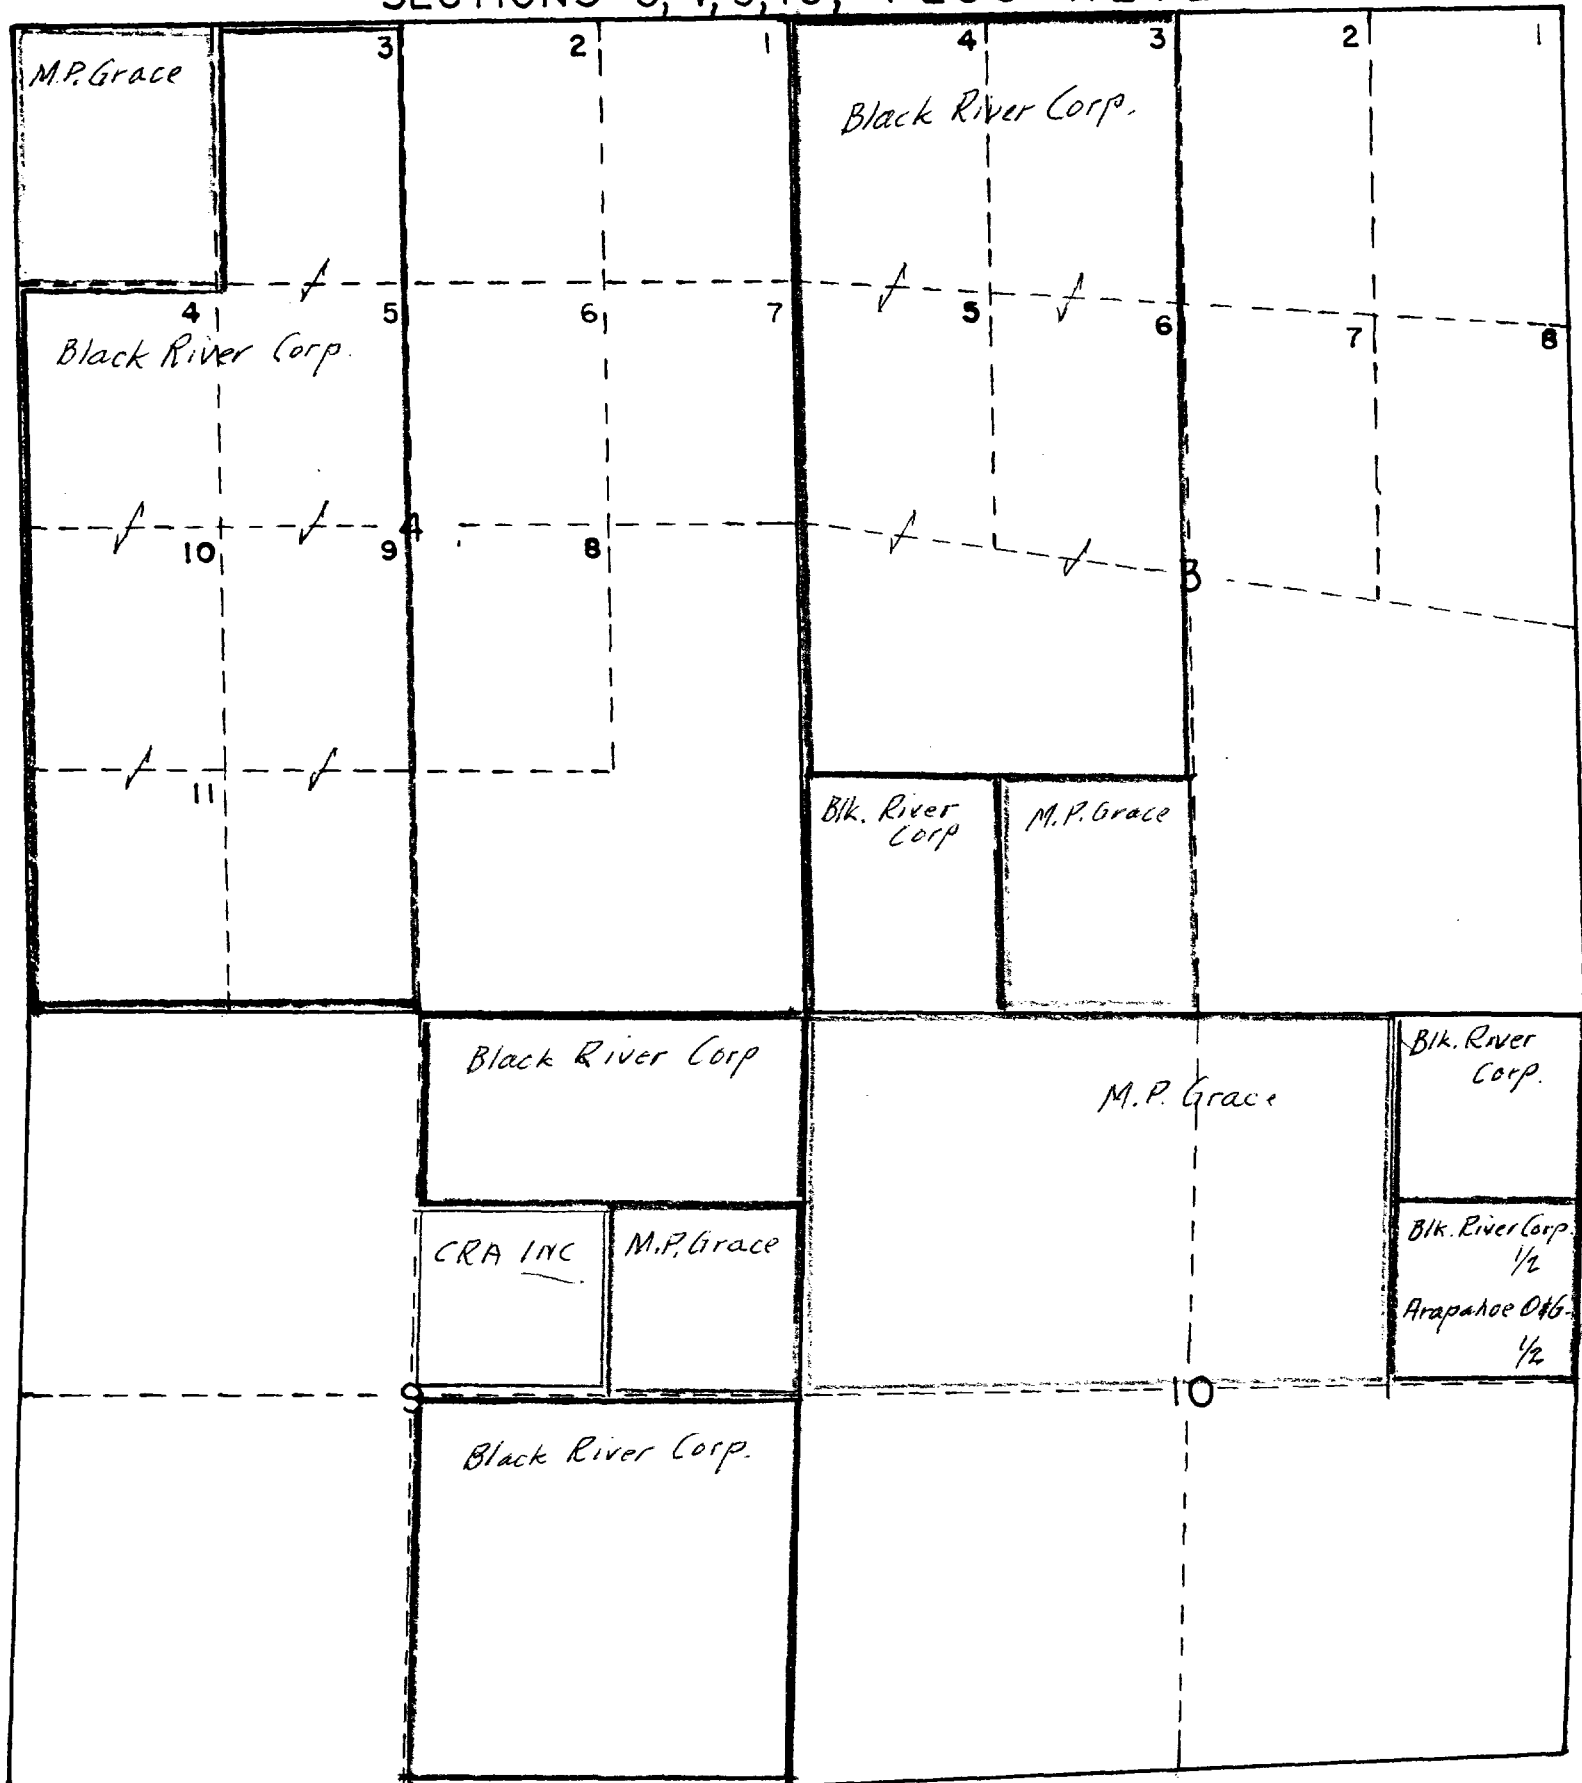 3 2 1 4 3 2 1
M.P. Grace
Black River Corp.
4 5 6 7 5 6 7 8
Black River Corp.
10 9 4 8 3
11
Blk. River
Corp
M.P. Grace
Black River Corp
M.P. Grace
Blk. River
Corp.
CRA INC
M.P. Grace
Blk. River Corp.
1/2
Arapahoe O&G-
1/2
9 10
Black River Corp.